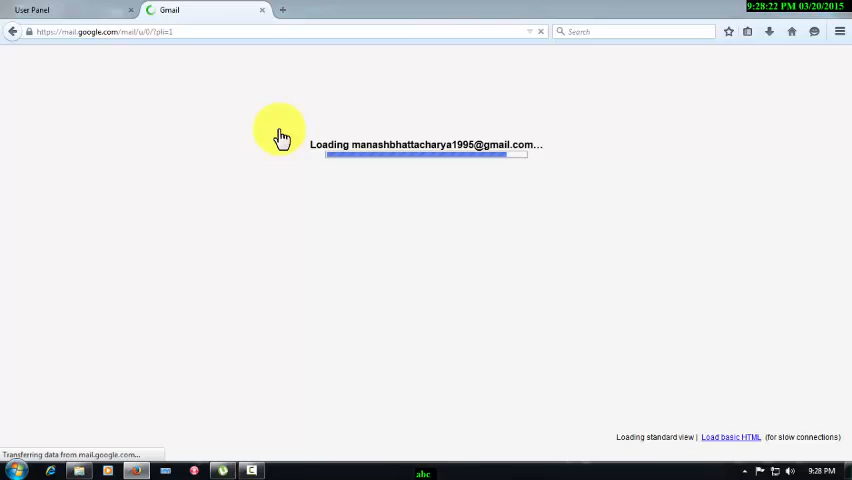 User Panel
Gmail
9:28:22 PM 03/20/2015
https://mail.google.com/mail/u/0/?pli=1
Search
Loading manashbhattacharya1995@gmail.com...
Loading standard view | Load basic HTML (for slow connections)
Transferring data from mail.google.com...
abc
9:28 PM